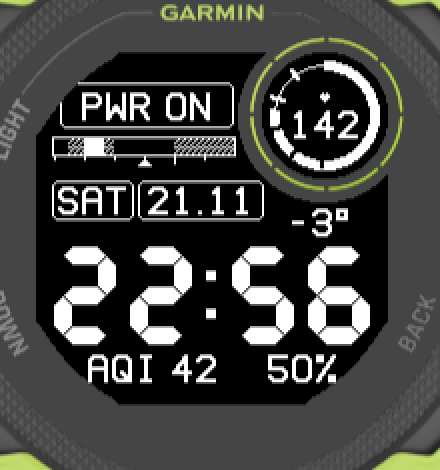 GARMIN
LIGHT
PWR ON
142
SAT 21.11
-3°
22:56
DOWN
BACK
AQI 42 50%